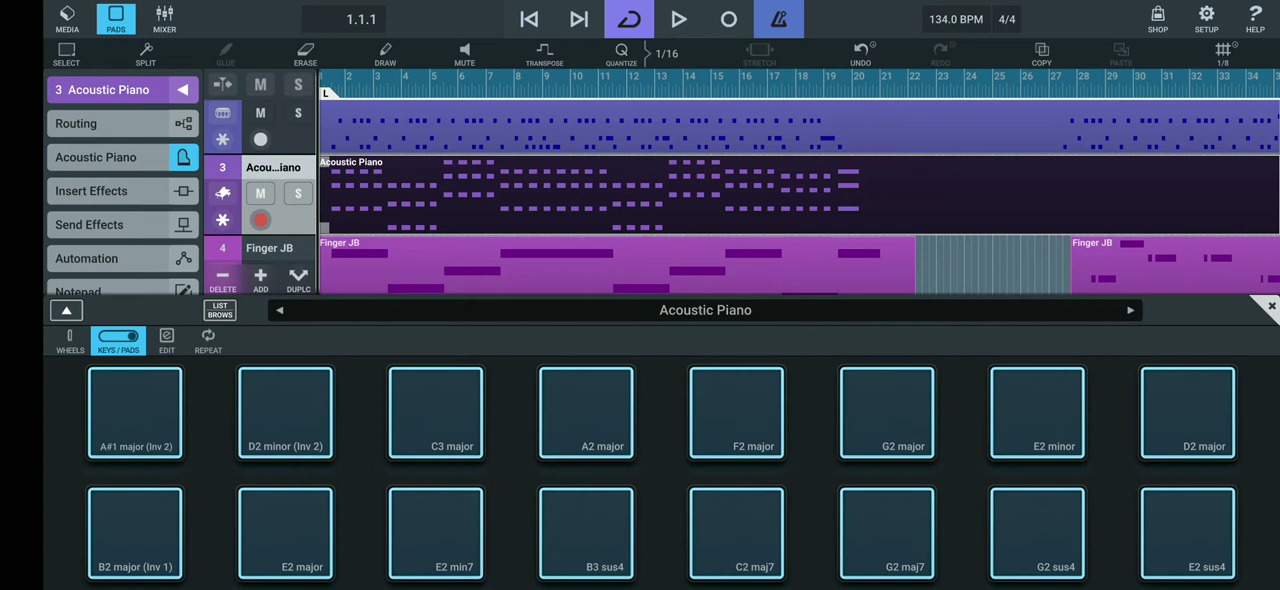 MEDIA
PADS
MIXER
1.1.1
134.0 BPM
4/4
SHOP
SETUP
HELP
SELECT
SPLIT
GLUE
ERASE
DRAW
MUTE
TRANSPOSE
QUANTIZE
1/16
STRETCH
UNDO
REDO
COPY
PASTE
1/8
3 Acoustic Piano
M
S
1 2 3 4 5 6 7 8 9 10 11 12 13 14 15 16 17 18 19 20 21 22 23 24 25 26 27 28 29 30 31 32 33 34
L
Routing
M
S
Acoustic Piano
3
Acou...iano
Acoustic Piano
Insert Effects
M
S
Send Effects
4
Finger JB
Finger JB
Finger JB
Automation
DELETE
ADD
DUPLC
Notepad
LIST
BROWS
Acoustic Piano
WHEELS
KEYS / PADS
EDIT
REPEAT
A#1 major (Inv 2)
D2 minor (Inv 2)
C3 major
A2 major
F2 major
G2 major
E2 minor
D2 major
B2 major (Inv 1)
E2 major
E2 min7
B3 sus4
C2 maj7
G2 maj7
G2 sus4
E2 sus4